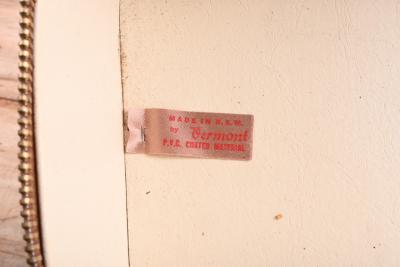 MADE IN N.S.W.
by Vermont
P.V.C. COATED MATERIAL